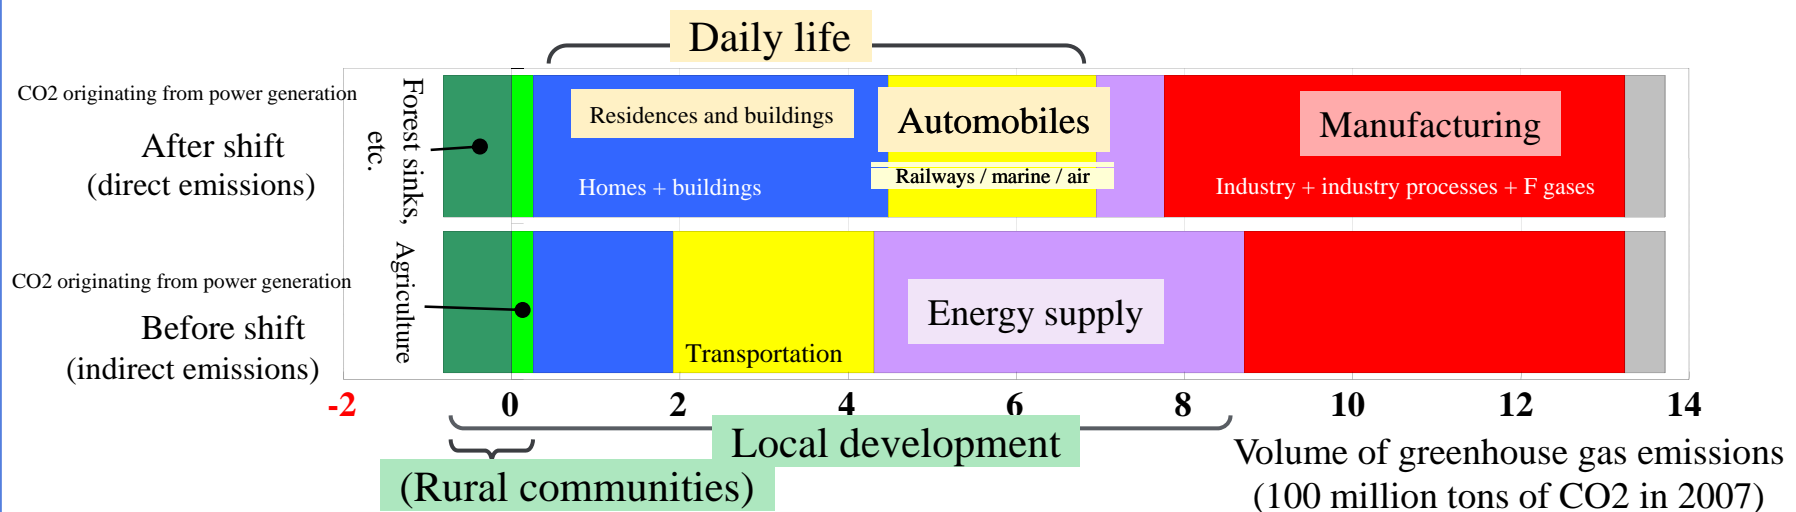 Daily life
CO2 originating from power generation
After shift
(direct emissions)
Forest sinks,
etc.
Residences and buildings
Homes + buildings
Automobiles
Railways / marine / air
Manufacturing
Industry + industry processes + F gases
CO2 originating from power generation
Before shift
(indirect emissions)
Agriculture
Transportation
Energy supply
-2 0 2 4 6 8 10 12 14
Local development
(Rural communities)
Volume of greenhouse gas emissions
(100 million tons of CO2 in 2007)